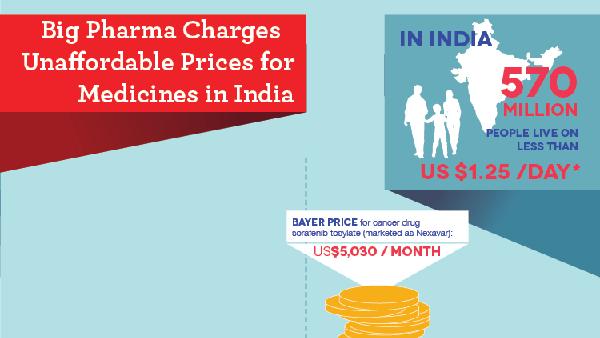 Big Pharma Charges
Unaffordable Prices for
Medicines in India
IN INDIA
570
MILLION
PEOPLE LIVE ON
LESS THAN
US $1.25 /DAY*
BAYER PRICE for cancer drug
sorafenib tosylate (marketed as Nexavar):
US$5,030 / MONTH